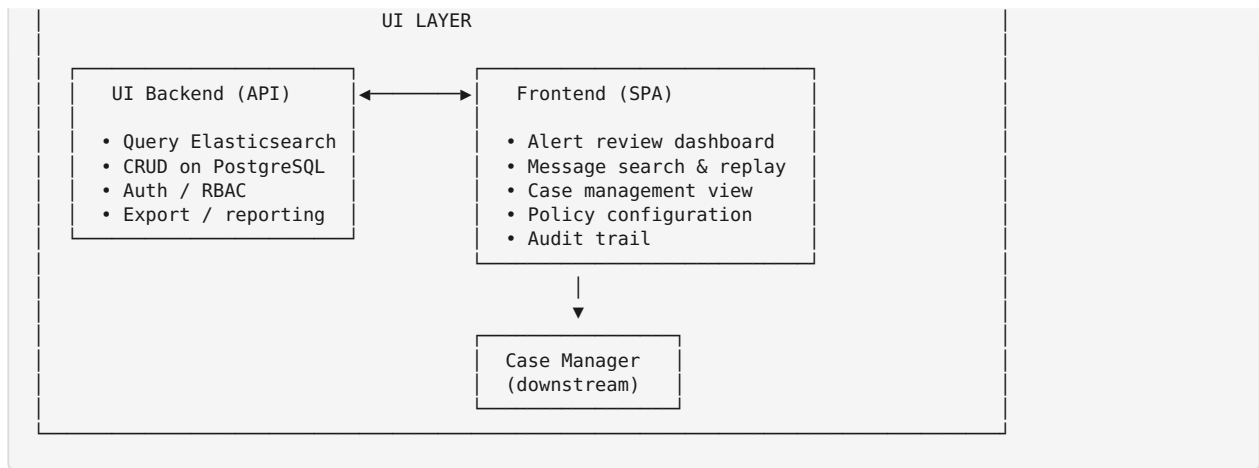 UI LAYER
UI Backend (API)
• Query Elasticsearch
• CRUD on PostgreSQL
• Auth / RBAC
• Export / reporting
Frontend (SPA)
• Alert review dashboard
• Message search & replay
• Case management view
• Policy configuration
• Audit trail
Case Manager
(downstream)